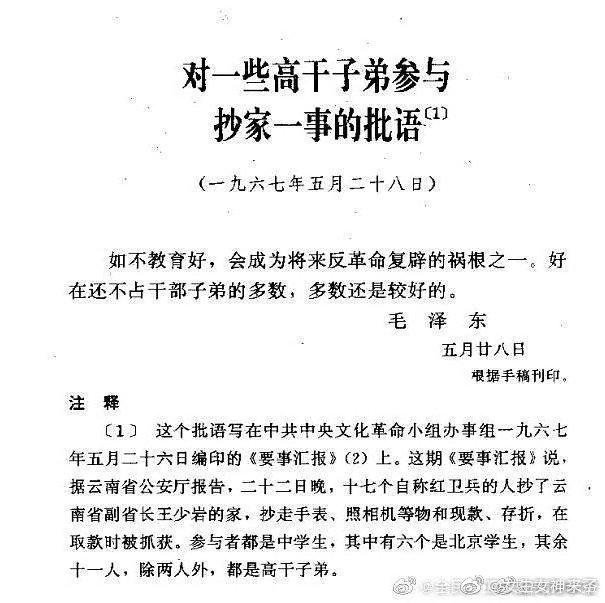 对一些高干子弟参与
抄家一事的批语〔1〕
（一九六七年五月二十八日）
如不教育好，会成为将来反革命复辟的祸根之一。好
在还不占干部子弟的多数，多数还是较好的。
毛 泽 东
五月廿八日
根据手稿刊印。
注 释
〔1〕 这个批语写在中共中央文化革命小组办事组一九六七
年五月二十六日编印的《要事汇报》（2）上。这期《要事汇报》说，
据云南省公安厅报告，二十二日晚，十七个自称红卫兵的人抄了云
南省副省长王少岩的家，抄走手表、照相机等物和现款、存折，在
取款时被抓获。参与者都是中学生，其中有六个是北京学生，其余
十一人，除两人外，都是高干子弟。